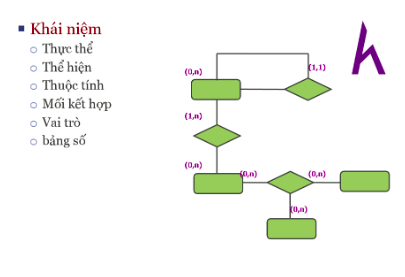 Khái niệm
Thực thể
Thể hiện
Thuộc tính
Mối kết hợp
Vai trò
bảng số
(0,n)
(1,1)
(1,n)
(0,n)
(0,n)
(0,n)
(0,n)